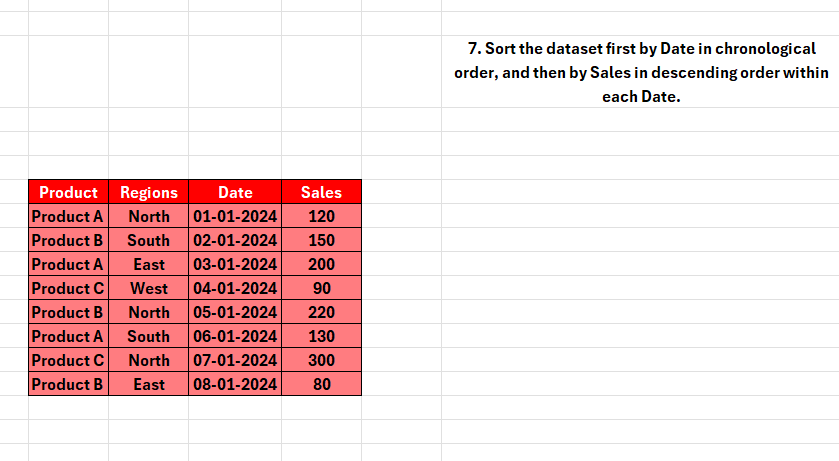 7. Sort the dataset first by Date in chronological
order, and then by Sales in descending order within
each Date.
Product Regions Date Sales
Product A North 01-01-2024 120
Product B South 02-01-2024 150
Product A East 03-01-2024 200
Product C West 04-01-2024 90
Product B North 05-01-2024 220
Product A South 06-01-2024 130
Product C North 07-01-2024 300
Product B East 08-01-2024 80